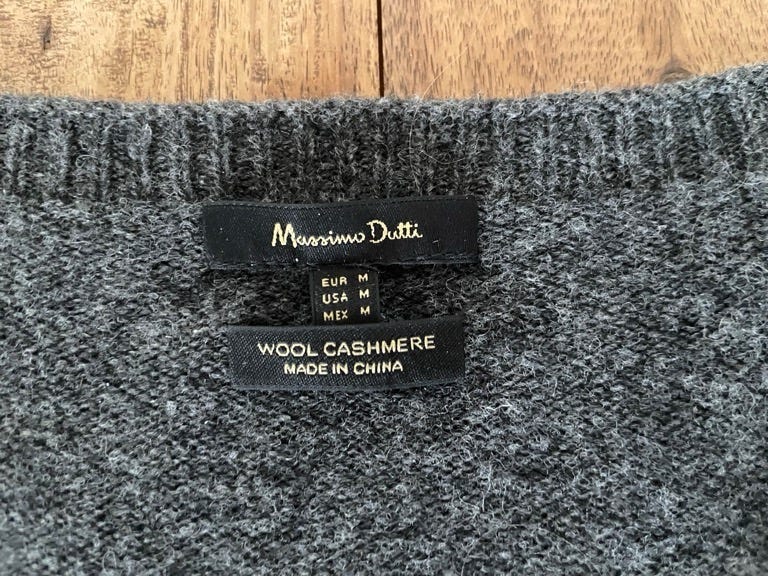 Massimo Dutti
EUR M
USA M
MEX M
WOOL CASHMERE
MADE IN CHINA